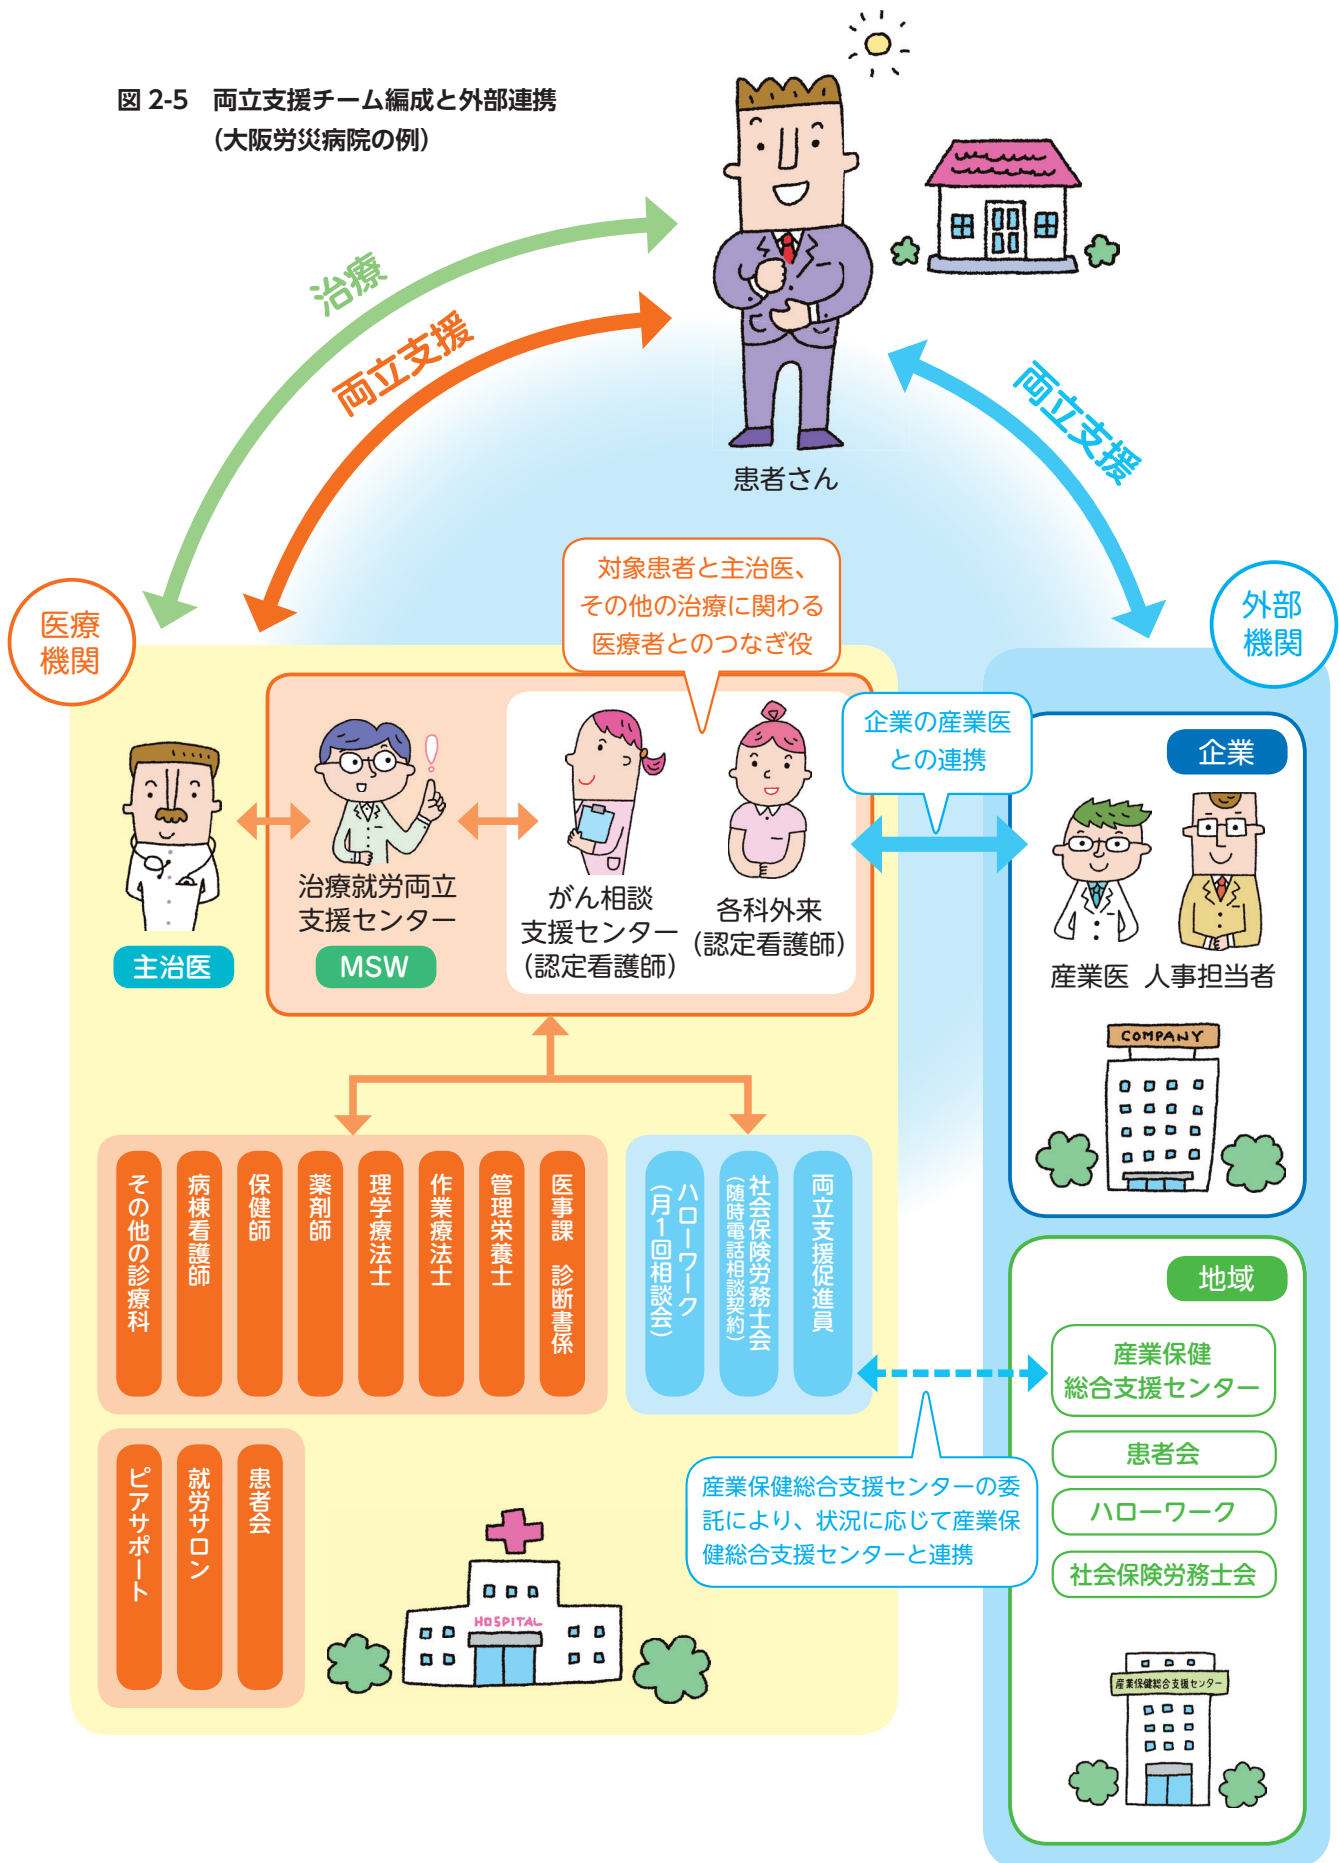 図 2-5 両立支援チーム編成と外部連携
（大阪労災病院の例）
治療
両立支援
両立支援
患者さん
医療
機関
外部
機関
対象患者と主治医、
その他の治療に関わる
医療者とのつなぎ役
企業の産業医
との連携
主治医
治療就労両立
支援センター
MSW
がん相談
支援センター
（認定看護師）
各科外来
（認定看護師）
企業
産業医
人事担当者
COMPANY
その他の診療科
病棟看護師
保健師
薬剤師
理学療法士
作業療法士
管理栄養士
医事課 診断書係
ハローワーク
（月1回相談会）
社会保険労務士会
（随時電話相談契約）
両立支援促進員
ピアサポート
就労サロン
患者会
HOSPITAL
産業保健総合支援センターの委
託により、状況に応じて産業保
健総合支援センターと連携
地域
産業保健
総合支援センター
患者会
ハローワーク
社会保険労務士会
産業保健総合支援センター